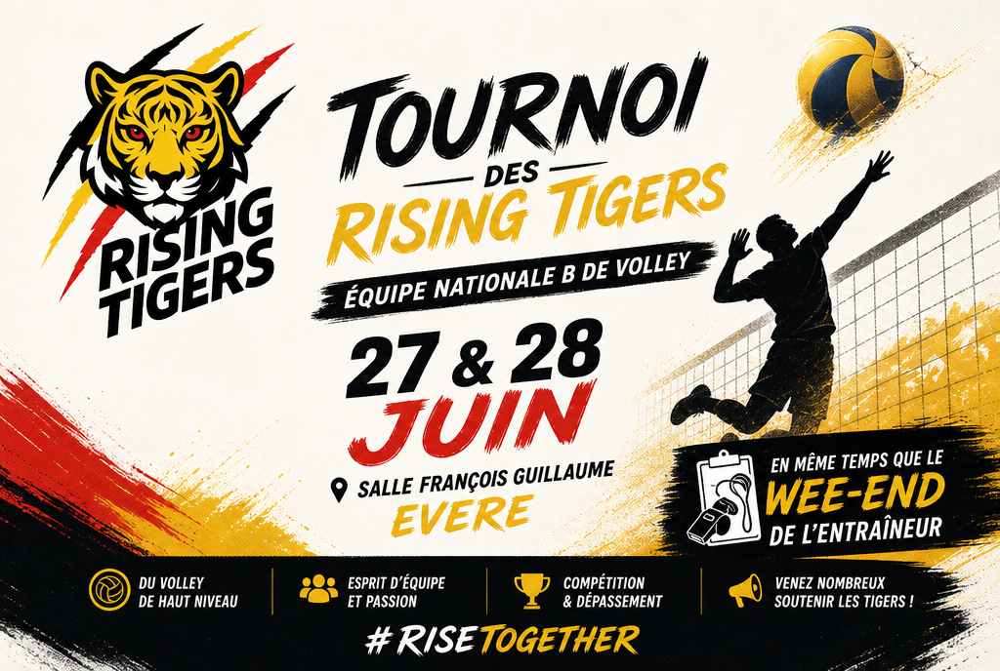 RISING
TIGERS
TOURNOI
DES
RISING TIGERS
ÉQUIPE NATIONALE B DE VOLLEY
27 & 28
JUIN
SALLE FRANÇOIS GUILLAUME
EVERE
EN MÊME TEMPS QUE LE
WEE-END
DE L'ENTRAÎNEUR
DU VOLLEY
DE HAUT NIVEAU
ESPRIT D'ÉQUIPE
ET PASSION
COMPÉTITION
& DÉPASSEMENT
VENEZ NOMBREUX
SOUTENIR LES TIGERS !
#RISETOGETHER